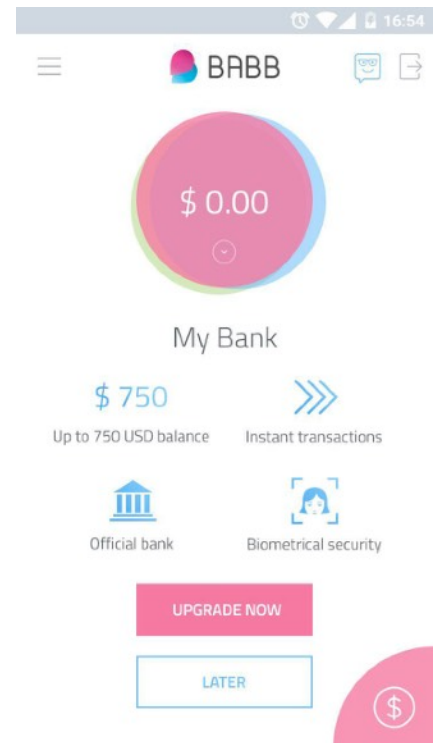 16:54
BABB
$ 0.00
My Bank
$ 750
Up to 750 USD balance
Instant transactions
Official bank
Biometrical security
UPGRADE NOW
LATER
$